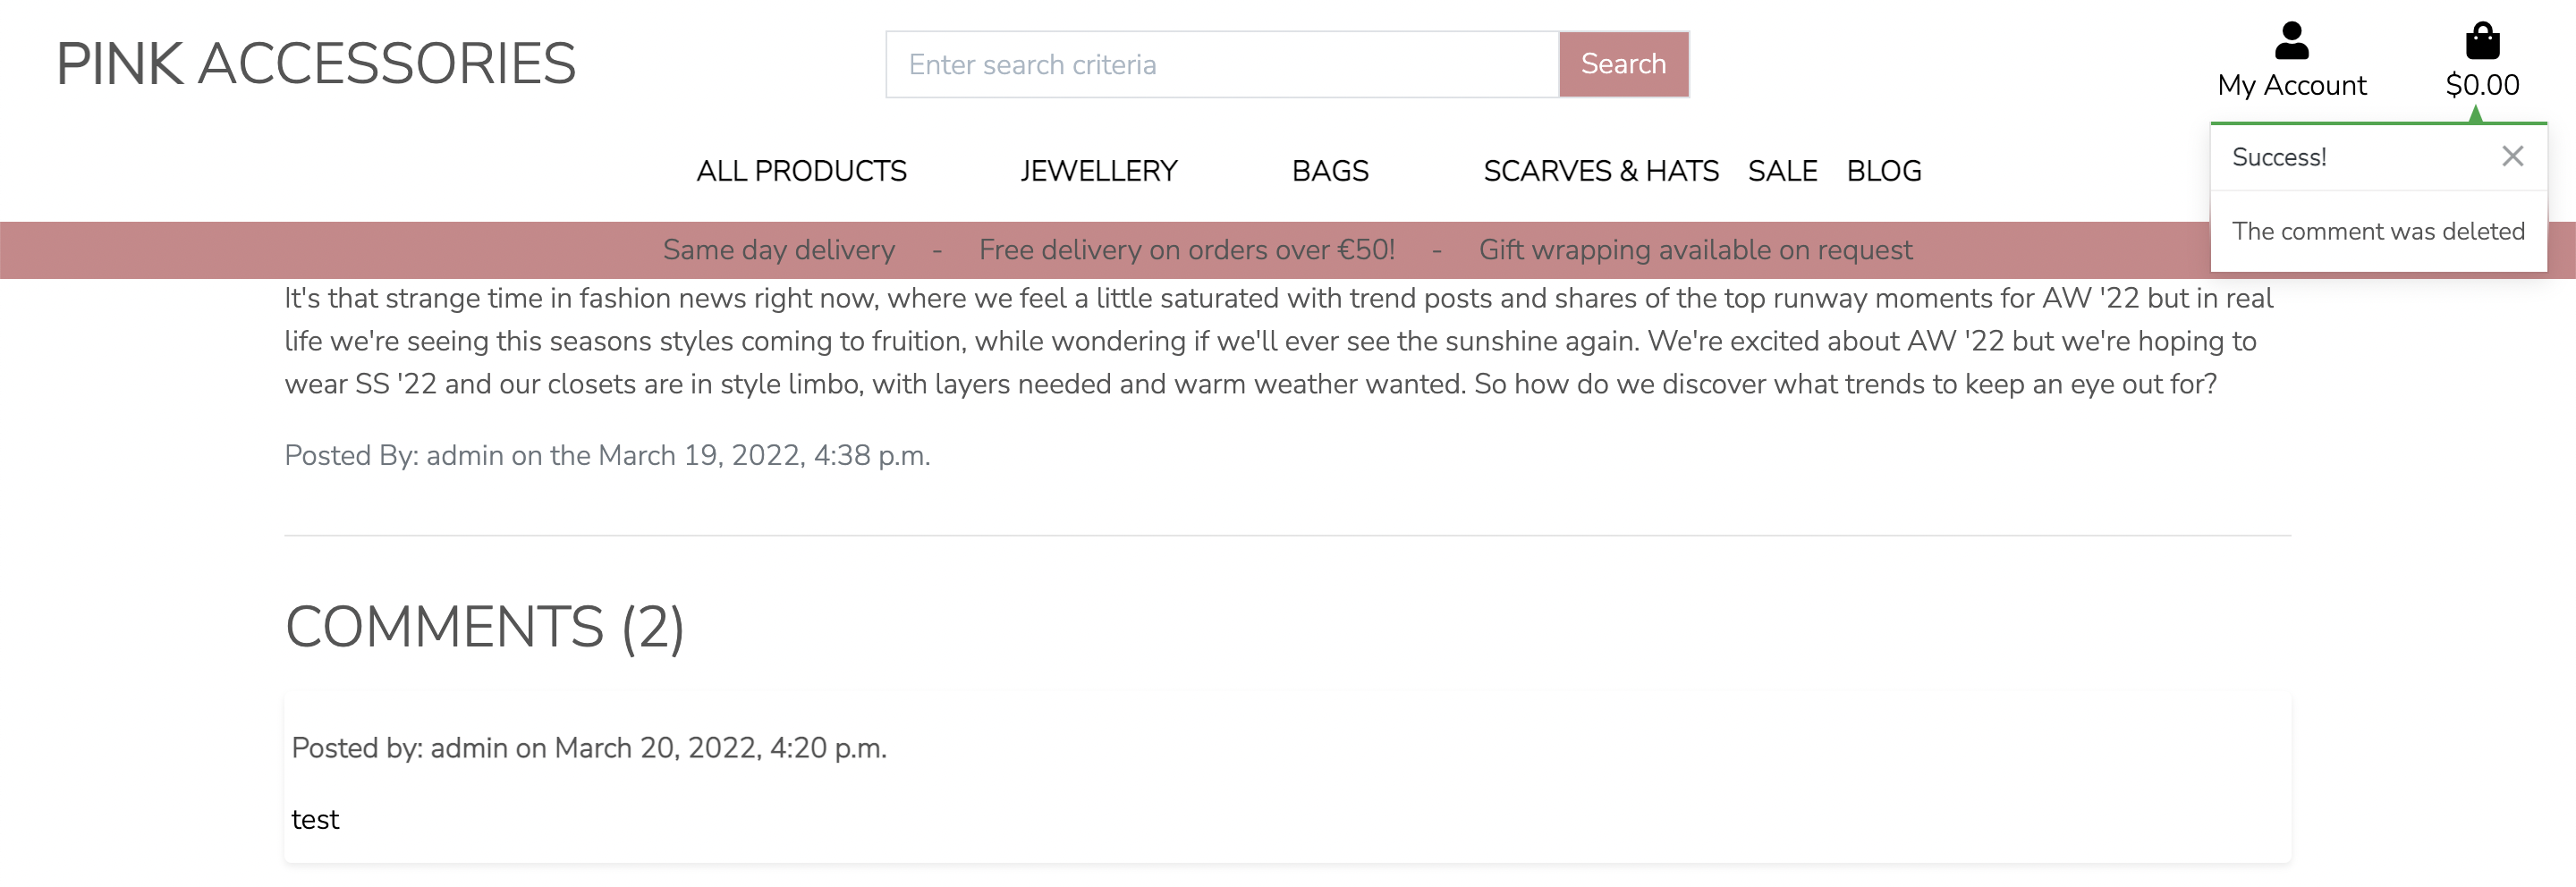 PINK ACCESSORIES
Enter search criteria
Search
My Account
$0.00
ALL PRODUCTS
JEWELLERY
BAGS
SCARVES & HATS
SALE
BLOG
Success!
The comment was deleted
Same day delivery - Free delivery on orders over €50! - Gift wrapping available on request
It's that strange time in fashion news right now, where we feel a little saturated with trend posts and shares of the top runway moments for AW '22 but in real
life we're seeing this seasons styles coming to fruition, while wondering if we'll ever see the sunshine again. We're excited about AW '22 but we're hoping to
wear SS '22 and our closets are in style limbo, with layers needed and warm weather wanted. So how do we discover what trends to keep an eye out for?
Posted By: admin on the March 19, 2022, 4:38 p.m.
COMMENTS (2)
Posted by: admin on March 20, 2022, 4:20 p.m.
test